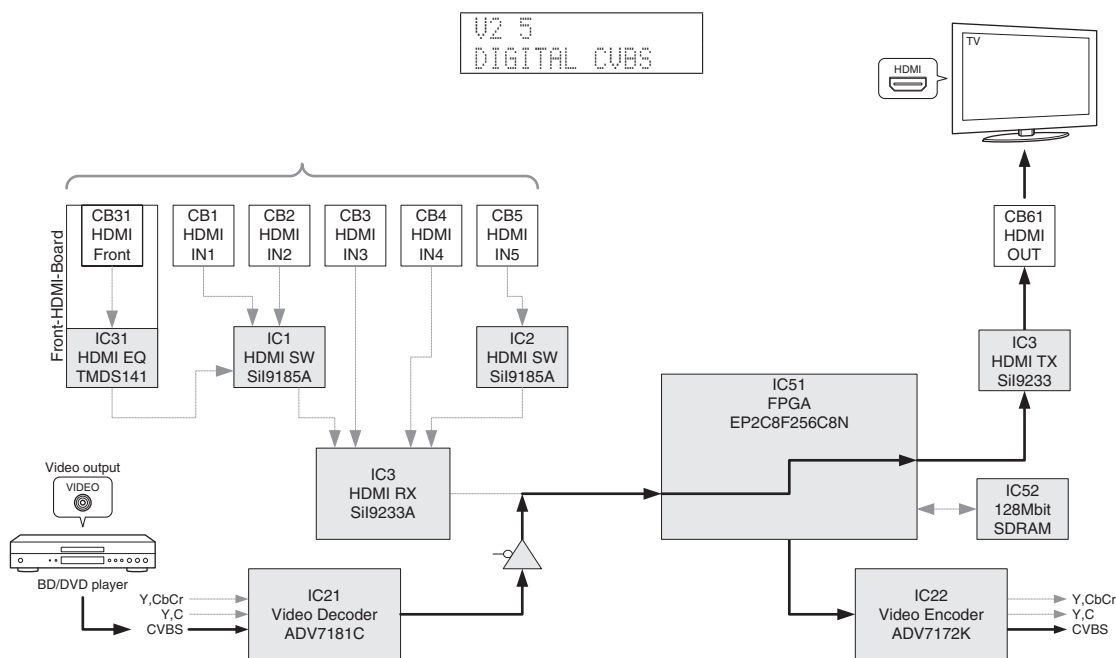 V2 5
DIGITAL CVBS
TV
HDMI
CB31
HDMI
Front
CB1
HDMI
IN1
CB2
HDMI
IN2
CB3
HDMI
IN3
CB4
HDMI
IN4
CB5
HDMI
IN5
CB61
HDMI
OUT
Front-HDMI-Board
IC31
HDMI EQ
TMDS141
IC1
HDMI SW
SiI9185A
IC2
HDMI SW
SiI9185A
IC3
HDMI TX
SiI9233
IC51
FPGA
EP2C8F256C8N
IC3
HDMI RX
SiI9233A
IC52
128Mbit
SDRAM
Video output
VIDEO
BD/DVD player
Y,CbCr
Y,C
CVBS
IC21
Video Decoder
ADV7181C
IC22
Video Encoder
ADV7172K
Y,CbCr
Y,C
CVBS